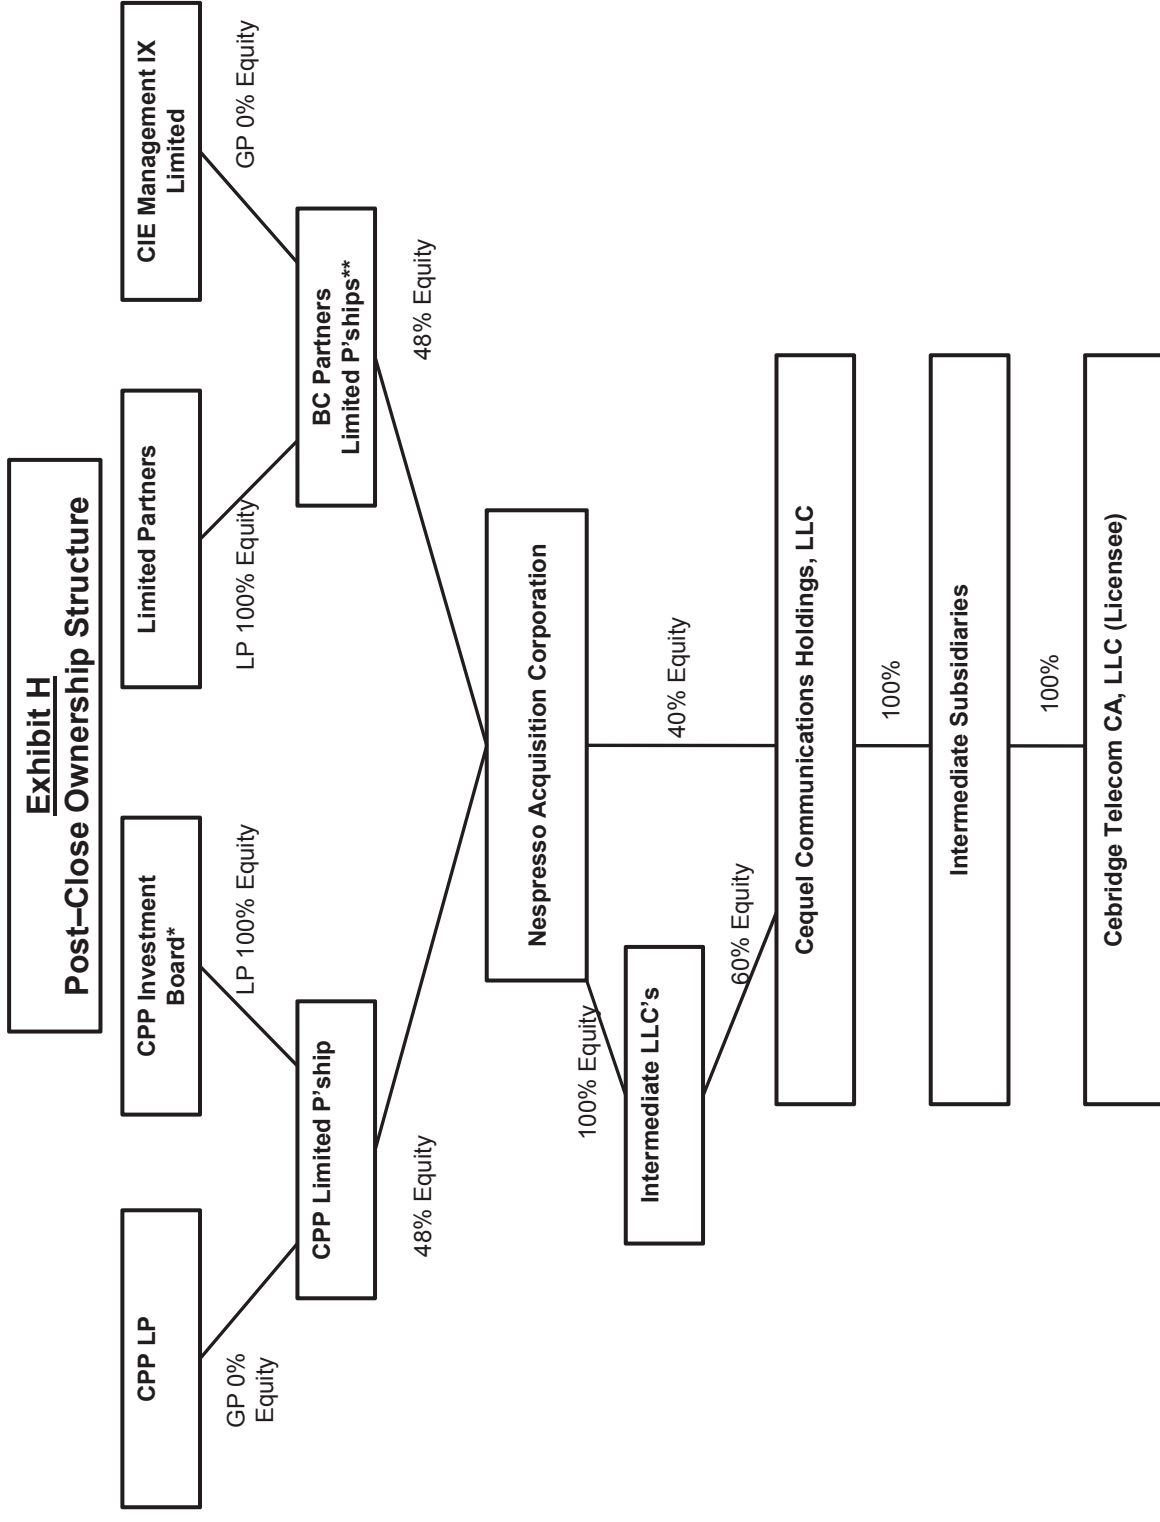 Exhibit H
Post–Close Ownership Structure
CPP LP
CPP Investment
Board*
Limited Partners
CIE Management IX
Limited
GP 0%
Equity
LP 100% Equity
LP 100% Equity
GP 0% Equity
CPP Limited P’ship
BC Partners
Limited P’ships**
48% Equity
48% Equity
Nespresso Acquisition Corporation
100% Equity
40% Equity
Intermediate LLC’s
60% Equity
Cequel Communications Holdings, LLC
100%
Intermediate Subsidiaries
100%
Cebridge Telecom CA, LLC (Licensee)